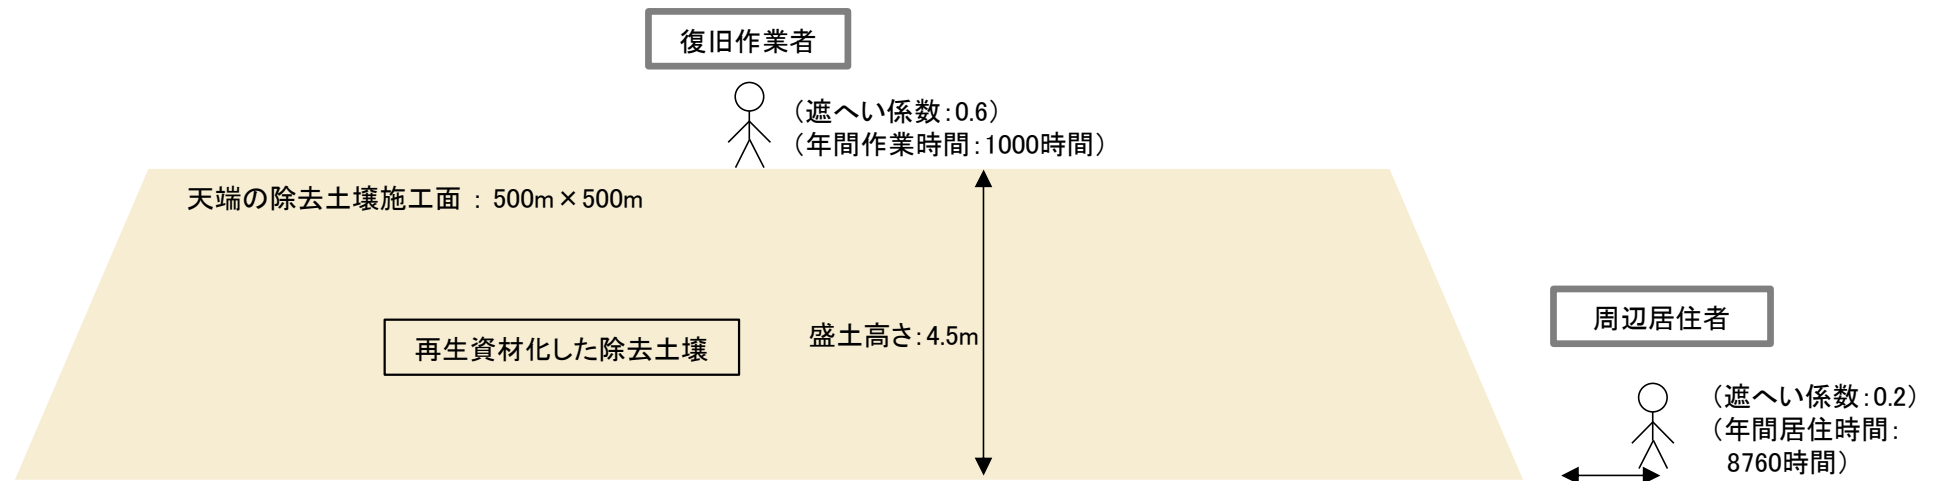 復旧作業者
（遮へい係数：0.6）
（年間作業時間：1000時間）
天端の除去土壌施工面 ： 500m×500m
再生資材化した除去土壌
盛土高さ：4.5m
周辺居住者
（遮へい係数：0.2）
（年間居住時間：
8760時間）